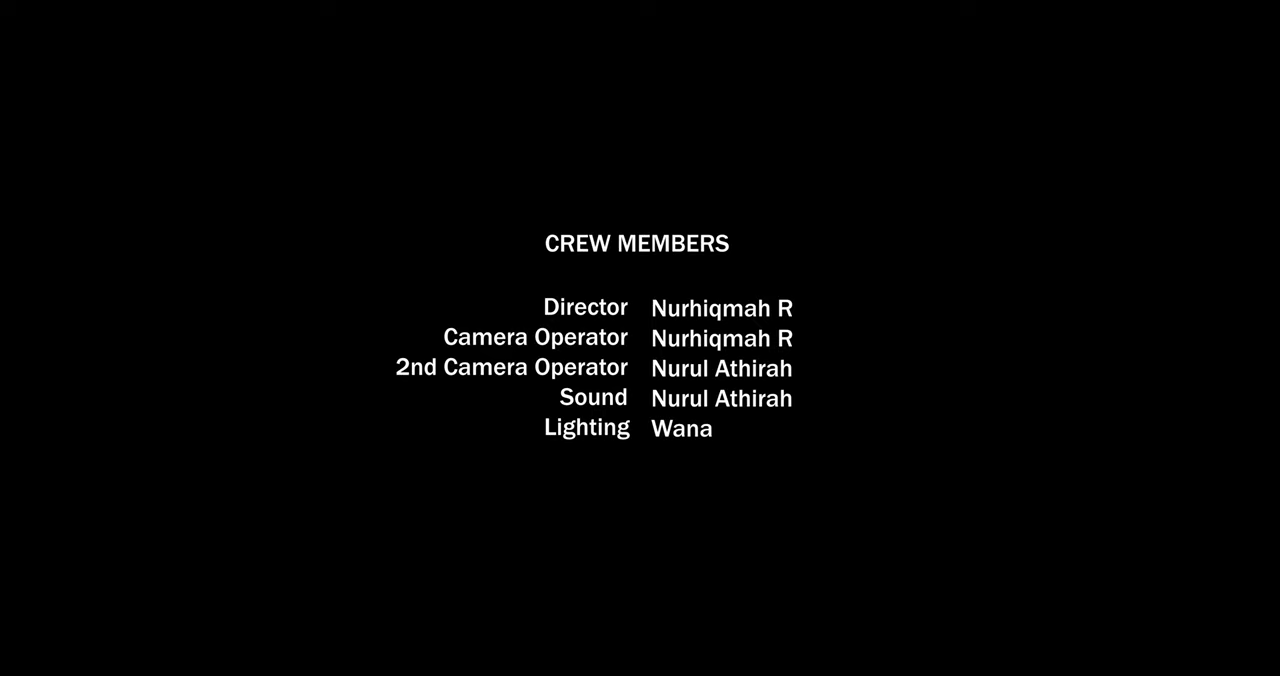 CREW MEMBERS
Director Nurhiqmah R
Camera Operator Nurhiqmah R
2nd Camera Operator Nurul Athirah
Sound Nurul Athirah
Lighting Wana